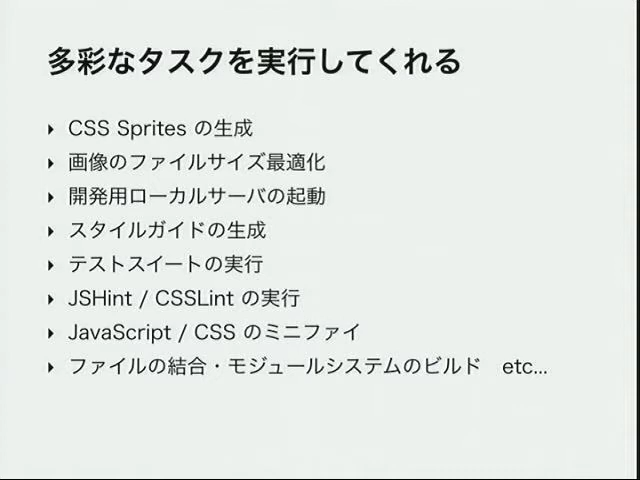 多彩なタスクを実行してくれる
‣ CSS Sprites の生成
‣ 画像のファイルサイズ最適化
‣ 開発用ローカルサーバの起動
‣ スタイルガイドの生成
‣ テストスイートの実行
‣ JSHint / CSSLint の実行
‣ JavaScript / CSS のミニファイ
‣ ファイルの結合・モジュールシステムのビルド　etc...